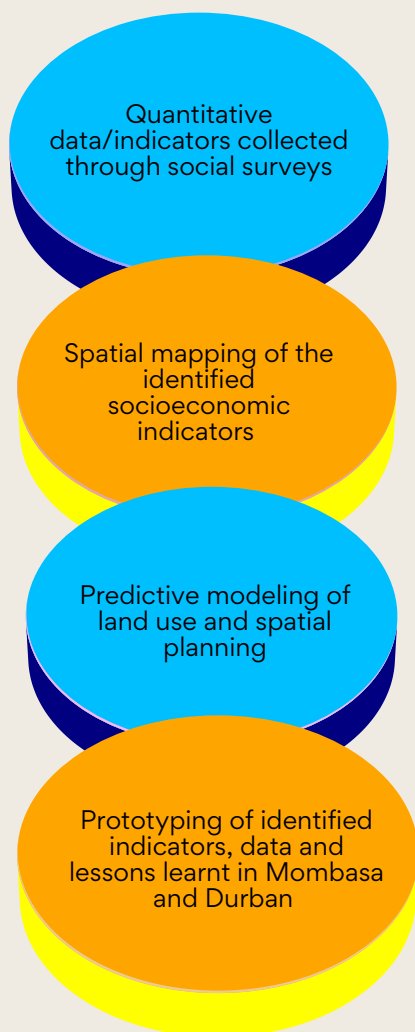 Quantitative
data/indicators collected
through social surveys
Spatial mapping of the
identified
socioeconomic
indicators
Predictive modeling of
land use and spatial
planning
Prototyping of identified
indicators, data and
lessons learnt in Mombasa
and Durban